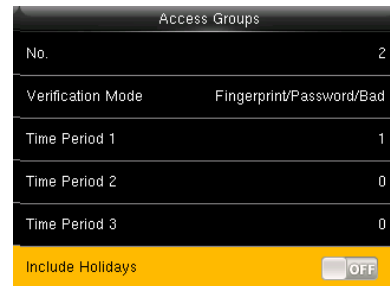 Access Groups
No. 2
Verification Mode Fingerprint/Password/Bad
Time Period 1 1
Time Period 2 0
Time Period 3 0
Include Holidays OFF